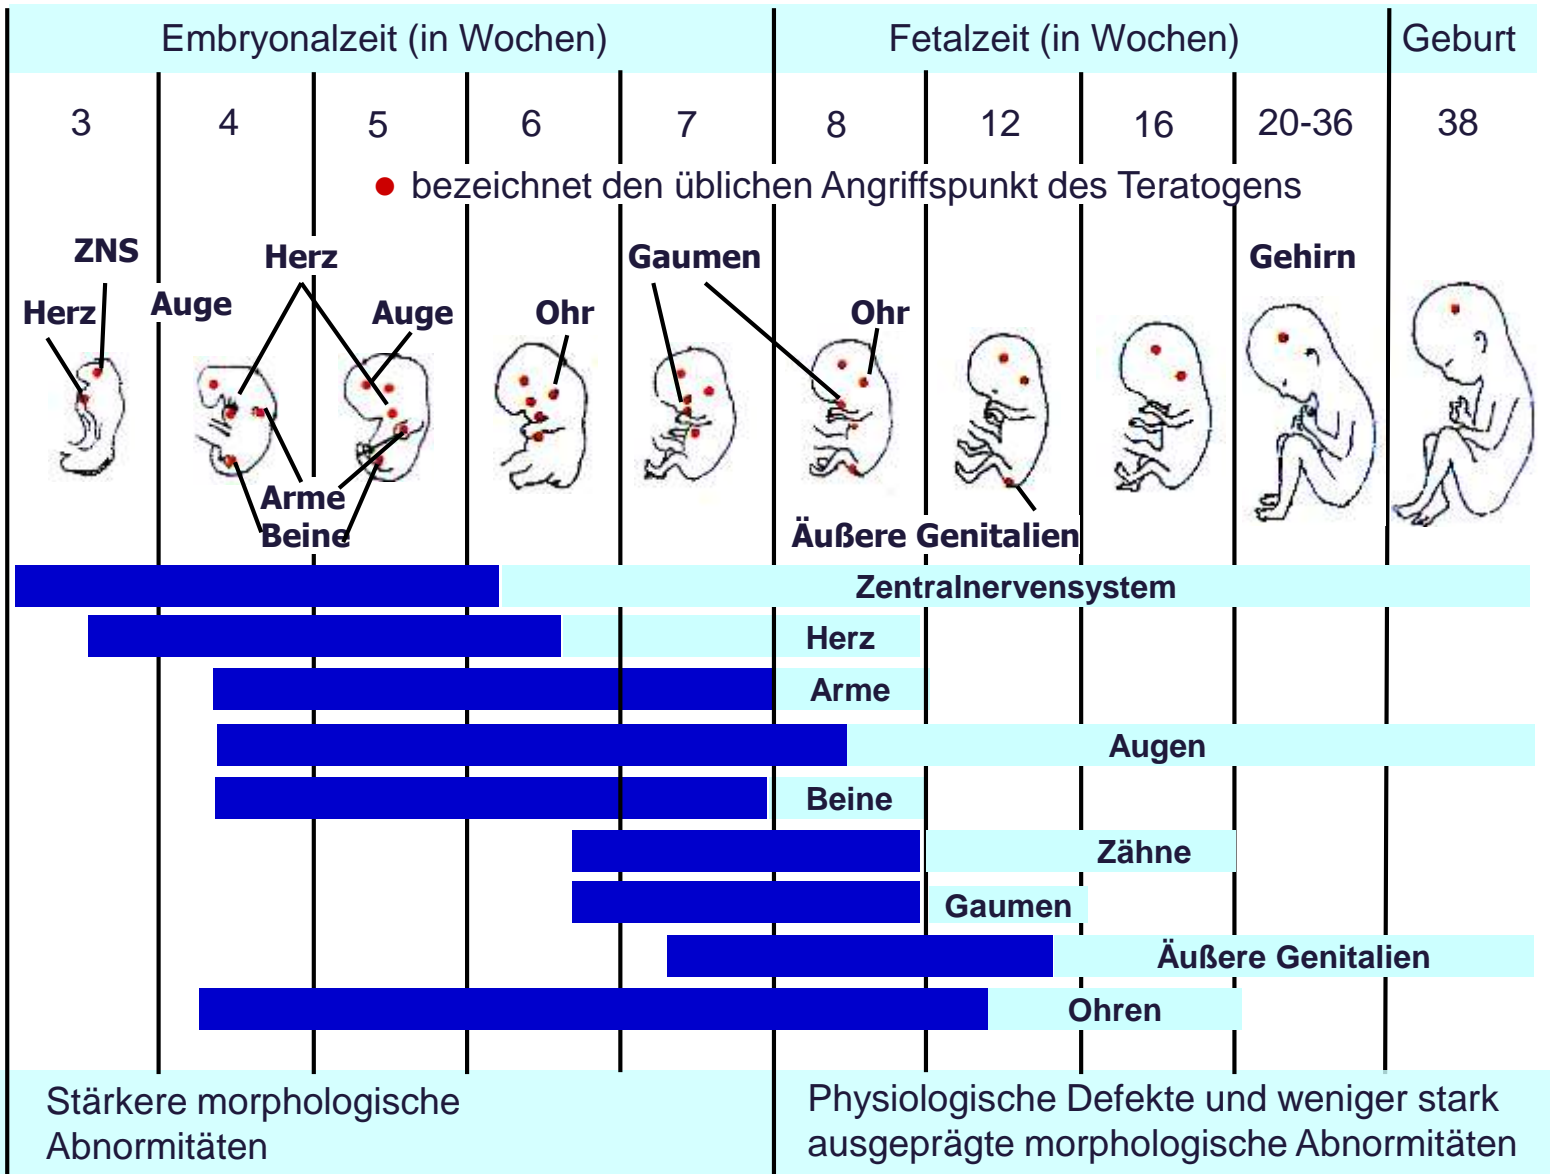 Embryonalzeit (in Wochen) Fetalzeit (in Wochen) Geburt
3 4 5 6 7 8 12 16 20-36 38
bezeichnet den üblichen Angriffspunkt des Teratogens
ZNS Herz Gaumen Gehirn
Herz Auge Auge Ohr Ohr
Arme
Beine Äußere Genitalien
Zentralnervensystem
Herz
Arme
Augen
Beine
Zähne
Gaumen
Äußere Genitalien
Ohren
Stärkere morphologische
Abnormitäten
Physiologische Defekte und weniger stark
ausgeprägte morphologische Abnormitäten